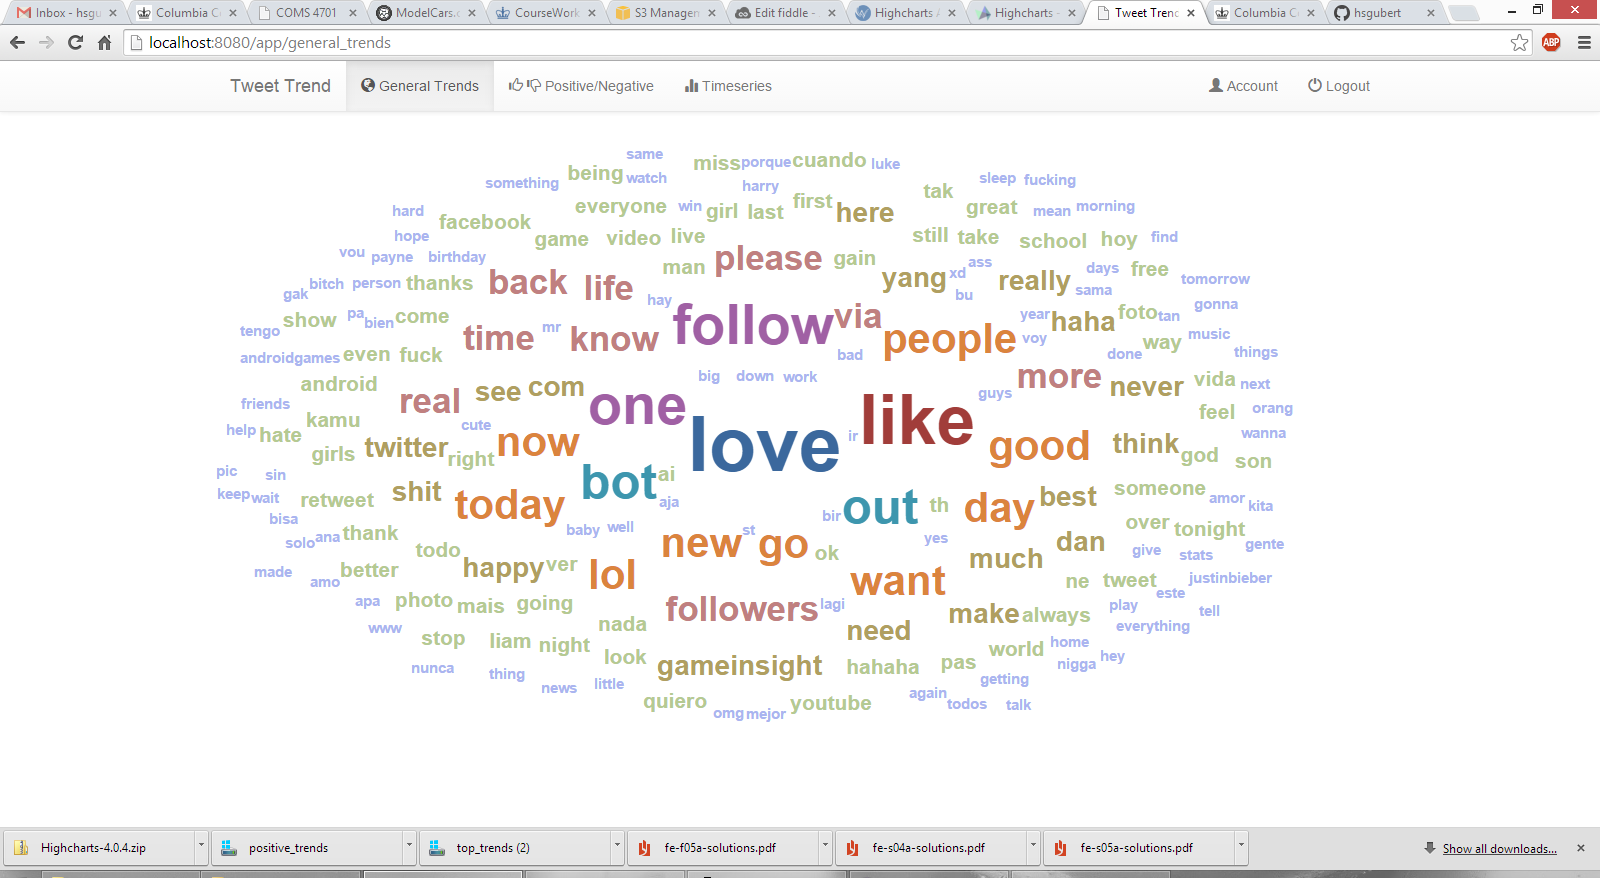 Inbox - hsgu
Columbia C
COMS 4701
ModelCars.c
CourseWork
S3 Managem
Edit fiddle -
Highcharts
Highcharts -
Tweet Trend
Columbia C
hsgubert
localhost:8080/app/general_trends
ABP
Tweet Trend General Trends Positive/Negative Timeseries Account Logout
same miss porque cuando luke
being watch
something harry sleep fucking
tak
everyone win girl last first here great mean morning
hard facebook
hope game video live still take school hoy find
vou payne birthday man please gain
bitch person thanks back life yang xd ass really days free tomorrow
gak hay bu sama gonna
show pa bien come follow via year haha foto tan
tengo time mr know people voy way music
androidgames even fuck bad done things
android see com big down work guys more never vida next
friends real one like feel orang
help hate kamu cute love ir good think wanna
girls twitter right now god son
pic sin bot ai
keep wait retweet shit today aja out th day best someone amor kita
bisa bir over tonight
solo ana thank baby well st yes much dan give stats gente
todo new go ok
made amo better happy ver lol want ne tweet justinbieber
apa photo mais going followers lagi make always play este tell
www nada need everything
stop liam night look gameinsight hahaha pas world home nigga hey
nunca thing news little getting
quiero omg mejor youtube again todos talk
Highcharts-4.0.4.zip
positive_trends
top_trends (2)
fe-f05a-solutions.pdf
fe-s04a-solutions.pdf
fe-s05a-solutions.pdf
Show all downloads...